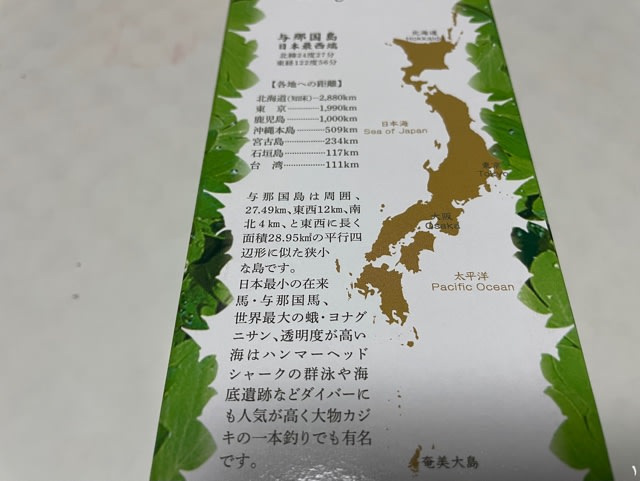 与那国島
日本最西端
北緯24度27分
東経122度56分
【各地への距離】
北海道(知床)…2,880km
東　京…………1,990km
鹿児島…………1,000km
沖縄本島…………509km
宮古島……………234km
石垣島……………117km
台　湾……………111km
与那国島は周囲、
27.49㎞、東西12㎞、南
北４㎞、と東西に長く
面積28.95㎢の平行四
辺形に似た狭小
な島です。
日本最小の在来
馬・与那国馬、
世界最大の蛾・ヨナグ
ニサン、透明度が高い
海はハンマーヘッド
シャークの群泳や海
底遺跡などダイバーに
も人気が高く大物カジ
キの一本釣りでも有名
です。
北海道
Hokkaido
日本海
Sea of Japan
東京
Tokyo
大阪
Osaka
太平洋
Pacific Ocean
奄美大島